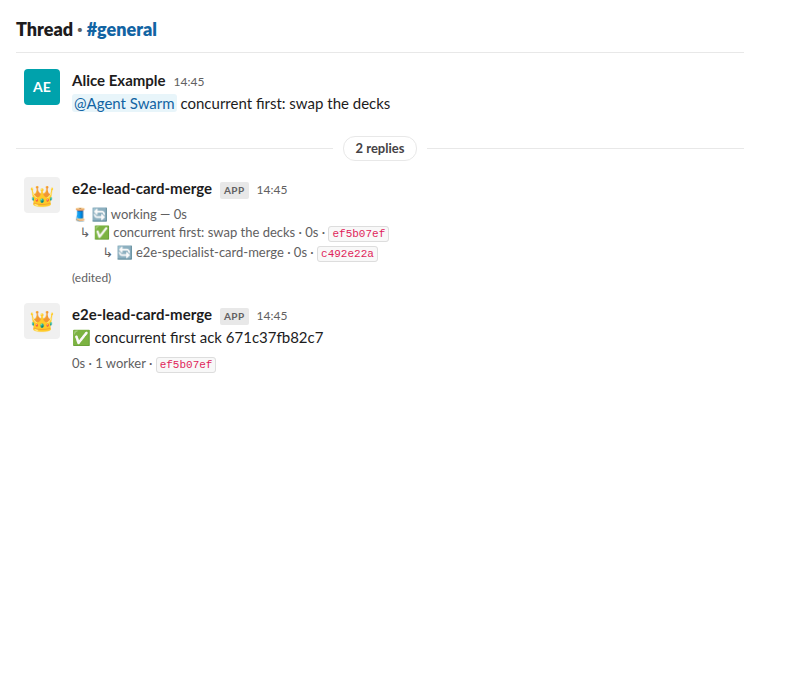 Thread • #general
AE
Alice Example 14:45
@Agent Swarm concurrent first: swap the decks
2 replies
e2e-lead-card-merge APP 14:45
🧵 🔄 working — 0s
↳ ✅ concurrent first: swap the decks · 0s · ef5b07ef
↳ 🔄 e2e-specialist-card-merge · 0s · c492e22a
(edited)
e2e-lead-card-merge APP 14:45
✅ concurrent first ack 671c37fb82c7
0s · 1 worker · ef5b07ef